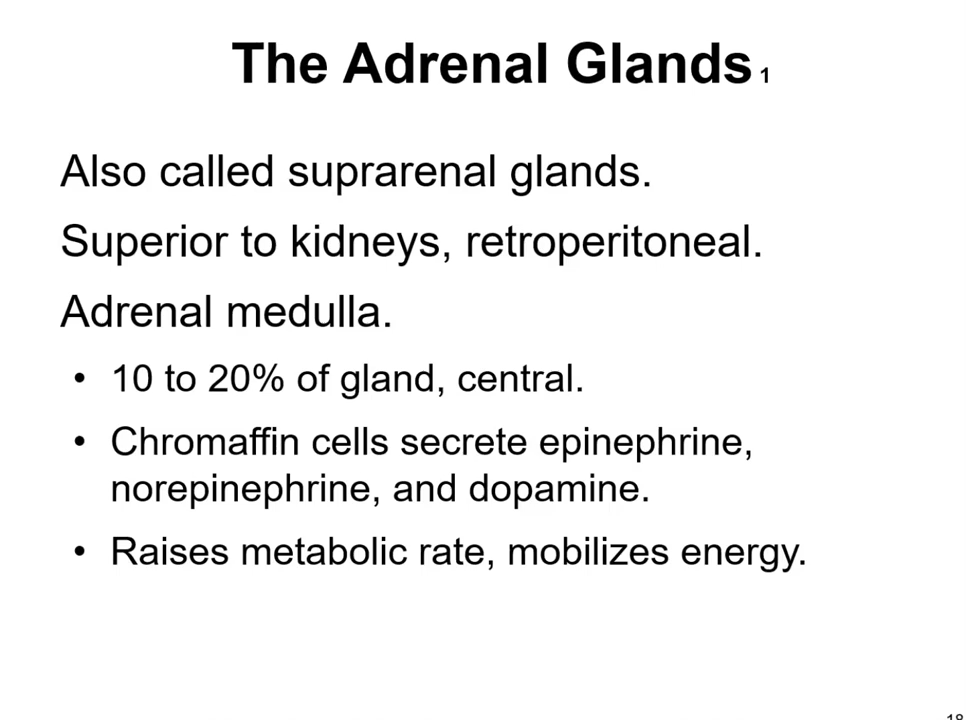 The Adrenal Glands 1
Also called suprarenal glands.
Superior to kidneys, retroperitoneal.
Adrenal medulla.
• 10 to 20% of gland, central.
• Chromaffin cells secrete epinephrine,
norepinephrine, and dopamine.
• Raises metabolic rate, mobilizes energy.
18